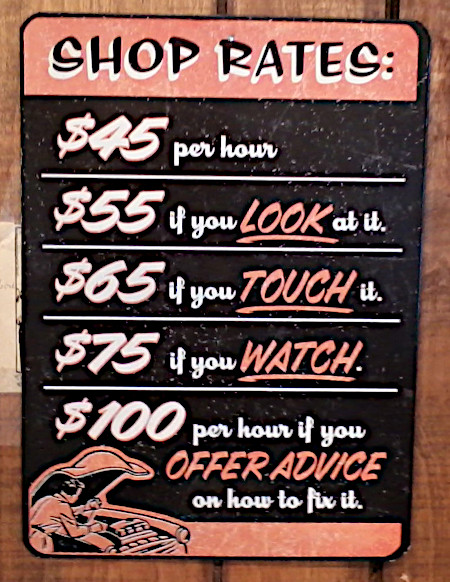 SHOP RATES:
$45 per hour
$55 if you LOOK at it.
$65 if you TOUCH it.
$75 if you WATCH.
$100 per hour if you
OFFER ADVICE
on how to fix it.